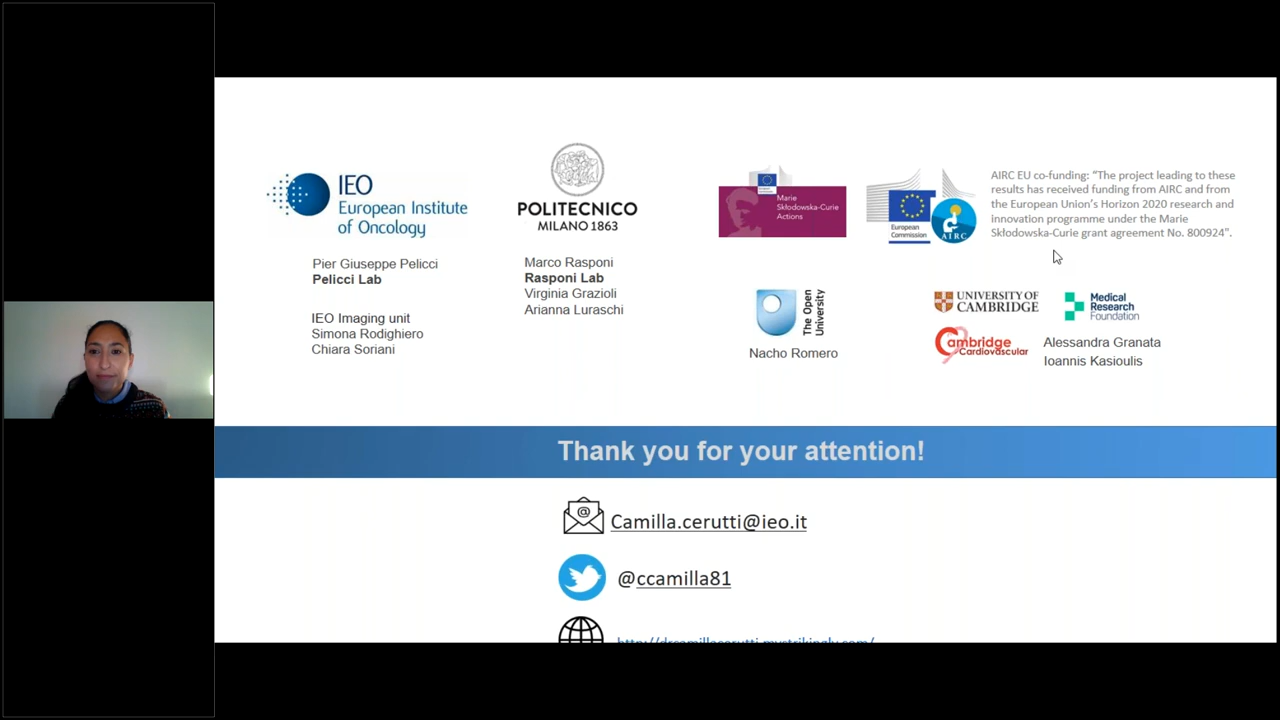 IEO
European Institute
of Oncology
Pier Giuseppe Pelicci
Pelicci Lab
IEO Imaging unit
Simona Rodighiero
Chiara Soriani
POLITECNICO
MILANO 1863
Marco Rasponi
Rasponi Lab
Virginia Grazioli
Arianna Luraschi
Marie
Skłodowska-Curie
Actions
European
Commission
AIRC
AIRC EU co-funding: “The project leading to these
results has received funding from AIRC and from
the European Union’s Horizon 2020 research and
innovation programme under the Marie
Skłodowska-Curie grant agreement No. 800924”.
The Open
University
Nacho Romero
UNIVERSITY OF
CAMBRIDGE
Medical
Research
Foundation
Cambridge
Cardiovascular
Alessandra Granata
Ioannis Kasioulis
Thank you for your attention!
@
Camilla.cerutti@ieo.it
@ccamilla81
http://drcamillacerutti.mystrikingly.com/